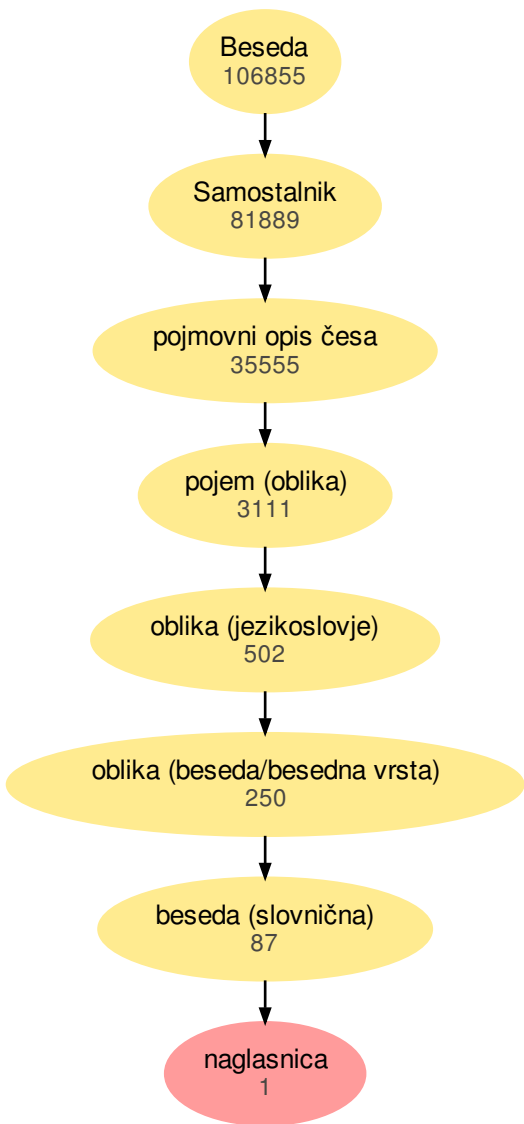 Beseda
106855
Samostalnik
81889
pojmovni opis česa
35555
pojem (oblika)
3111
oblika (jezikoslovje)
502
oblika (beseda/besedna vrsta)
250
beseda (slovnična)
87
naglasnica
1